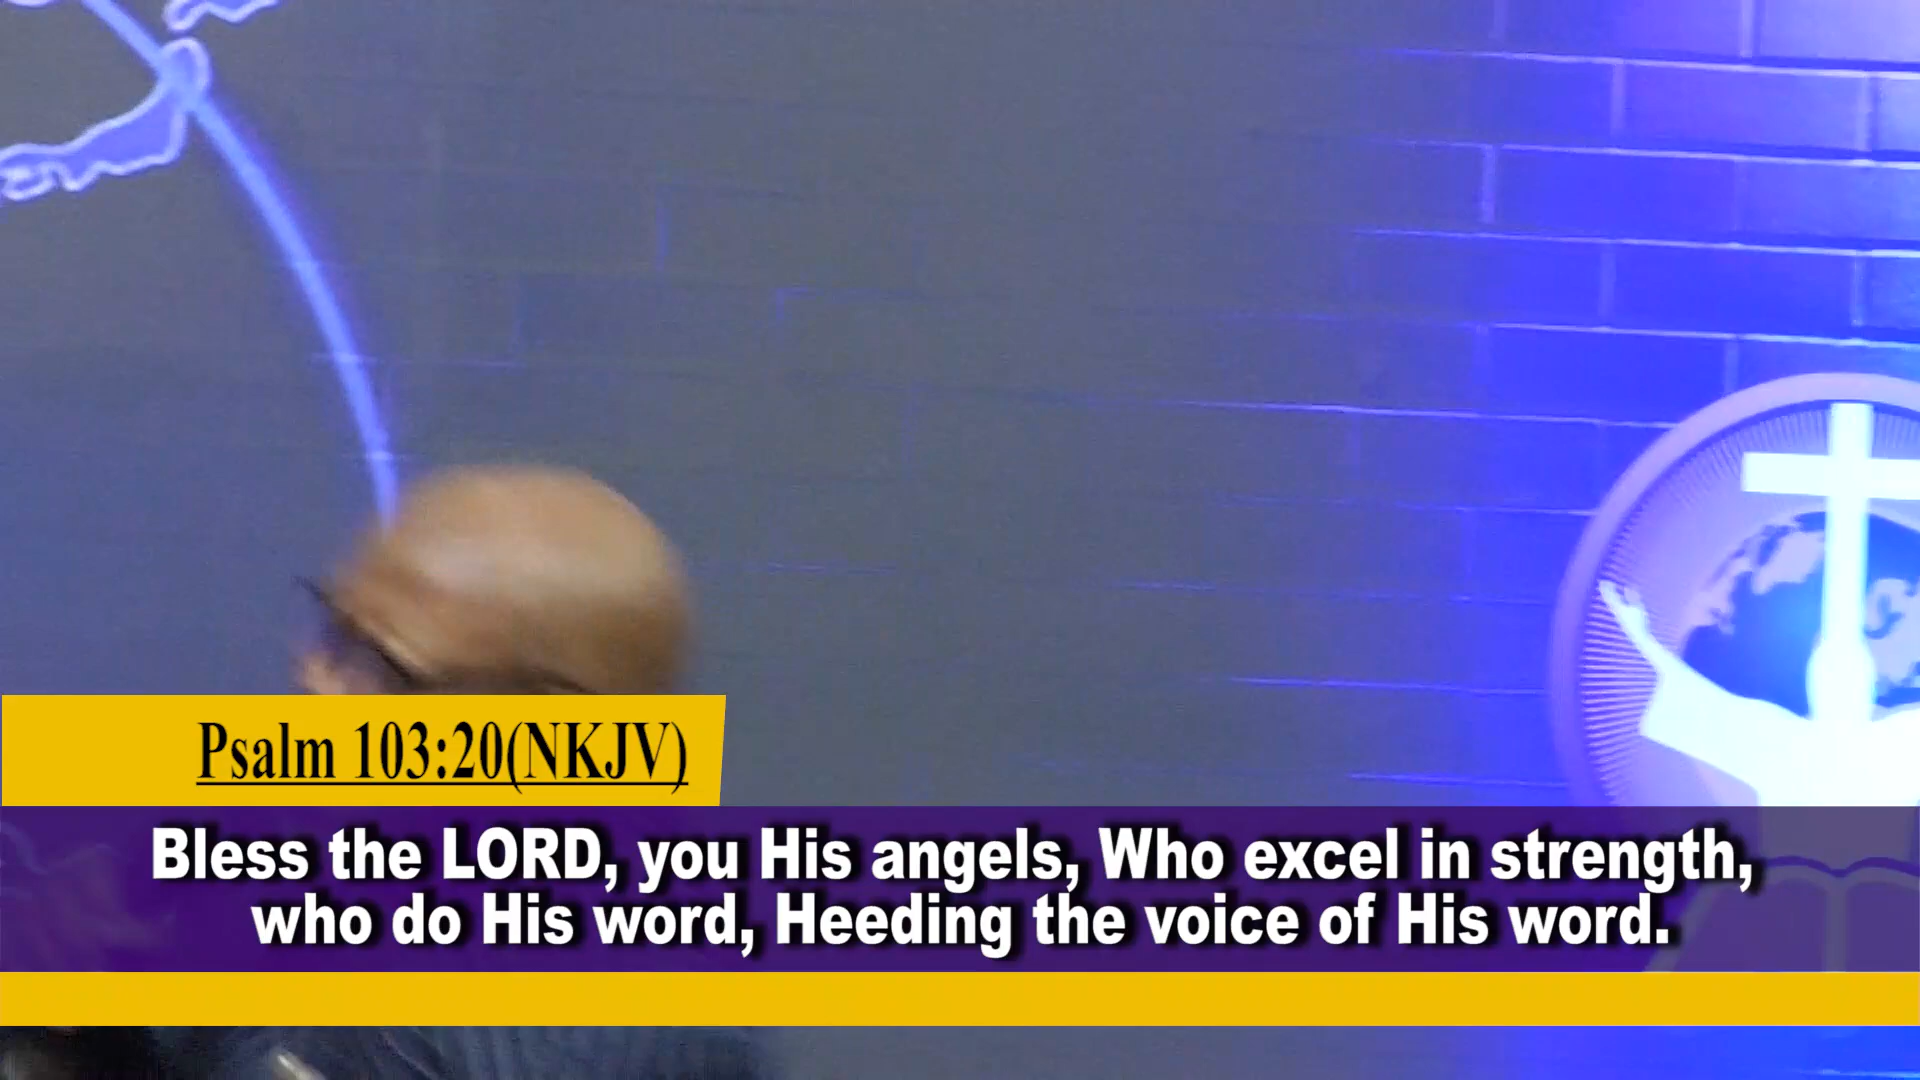 Psalm 103:20(NKJV)
Bless the LORD, you His angels, Who excel in strength,
who do His word, Heeding the voice of His word.